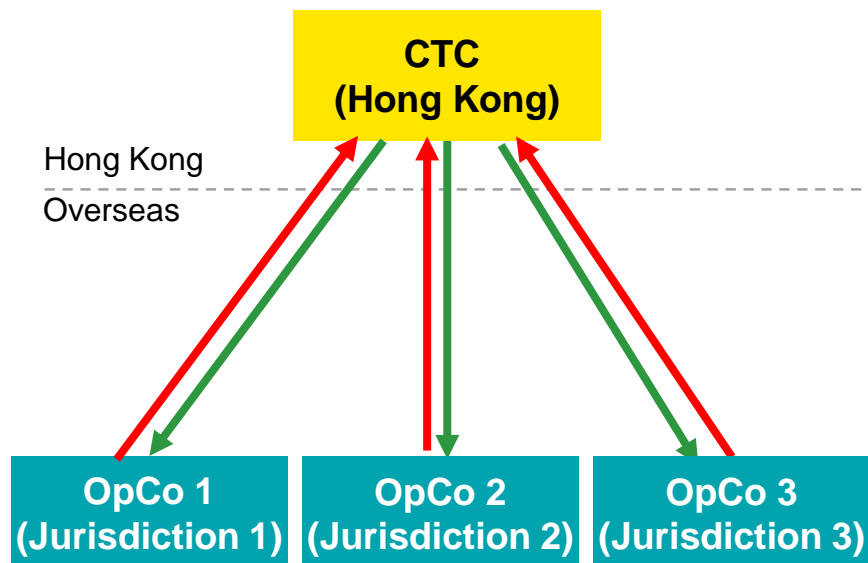 CTC
(Hong Kong)
Hong Kong
Overseas
OpCo 1
(Jurisdiction 1)
OpCo 2
(Jurisdiction 2)
OpCo 3
(Jurisdiction 3)